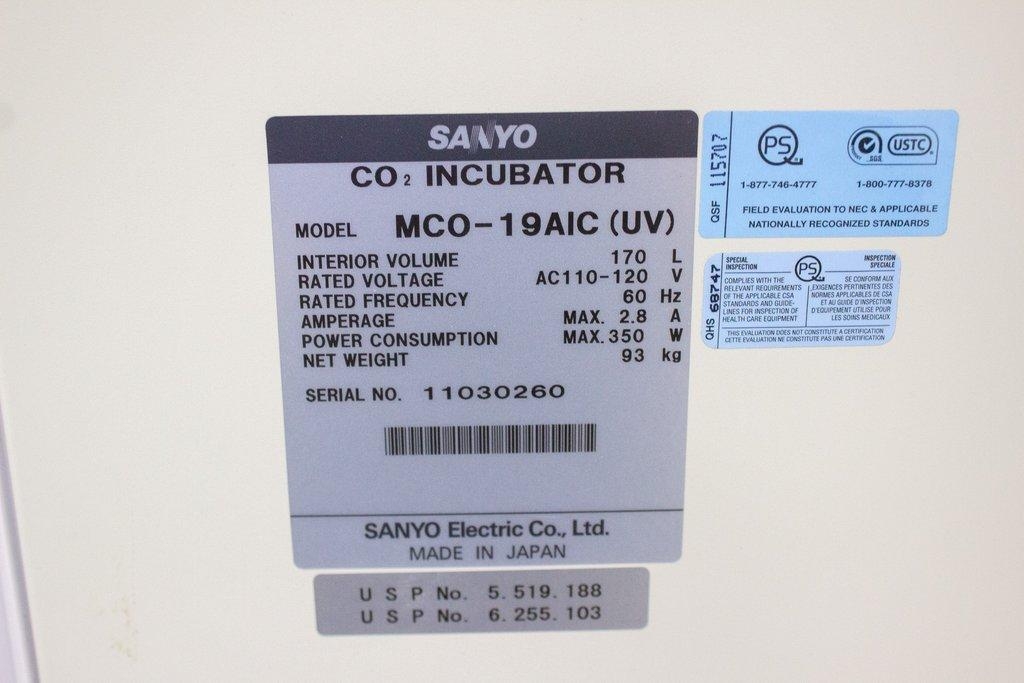 SANYO
CO2 INCUBATOR
MODEL MCO-19AIC (UV)
INTERIOR VOLUME 170 L
RATED VOLTAGE AC110-120 V
RATED FREQUENCY 60 Hz
AMPERAGE MAX. 2.8 A
POWER CONSUMPTION MAX. 350 W
NET WEIGHT 93 kg
SERIAL NO. 11030260
SANYO Electric Co., Ltd.
MADE IN JAPAN
U S P No. 5. 519. 188
U S P No. 6. 255. 103
QSF 115707
PS
SGS
USTC
1-877-746-4777 1-800-777-8378
FIELD EVALUATION TO NEC & APPLICABLE
NATIONALLY RECOGNIZED STANDARDS
QHS 68747
SPECIAL
INSPECTION
PS
INSPECTION
SPECIALE
COMPLIES WITH THE
RELEVANT REQUIREMENTS
OF THE APPLICABLE CSA
STANDARDS AND GUIDE-
LINES FOR INSPECTION OF
HEALTH CARE EQUIPMENT
SE CONFORM AUX
EXIGENCES PERTINENTES DES
NORMES APPLICABLES DE CSA
ET AU GUIDE D'INSPECTION
D'EQUIPEMENT UTILISE POUR
LES SOINS MEDICAUX
THIS EVALUATION DOES NOT CONSTITUTE A CERTIFICATION
CETTE EVALUATION NE CONSTITUTE PAS UNE CERTIFICATION